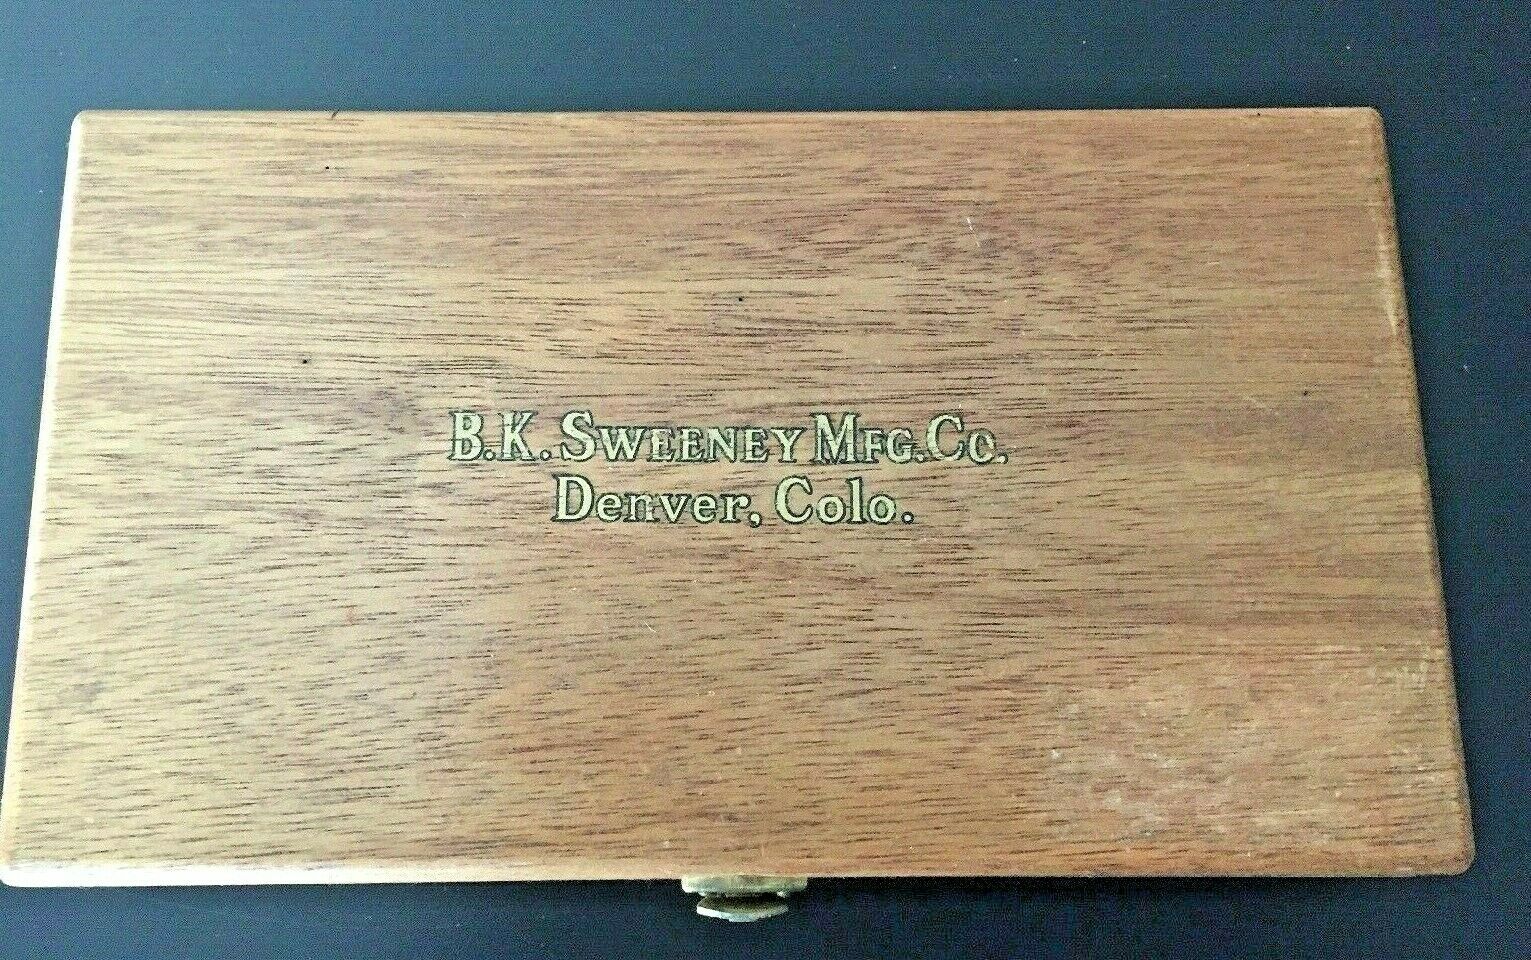 B.K. Sweeney Mfg. Co.
Denver, Colo.